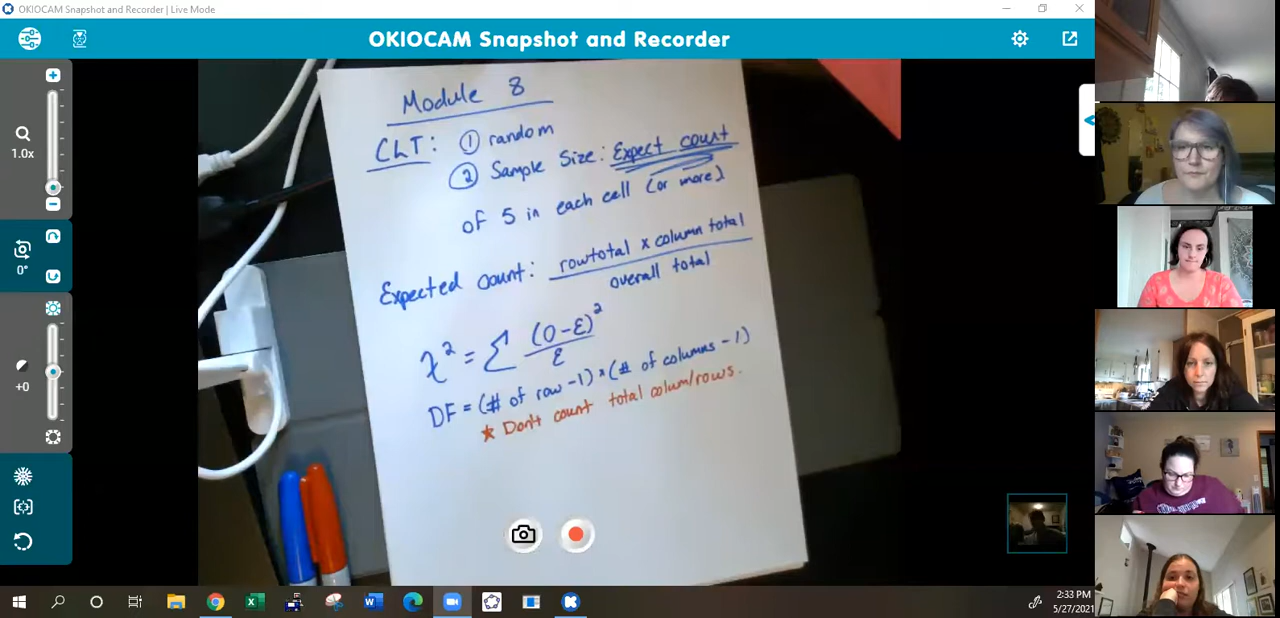 OKIOCAM Snapshot and Recorder | Live Mode
OKIOCAM Snapshot and Recorder
1.0x
0°
+0
Module 8
CLT: ① random
② Sample Size: Expect count
of 5 in each cell (or more)
Expected count: rowtotal x column total
overall total
χ² = Σ (O-E)²
E
DF = (# of row -1) x (# of columns -1)
★ Don't count total colum/rows.
2:33 PM
5/27/2021